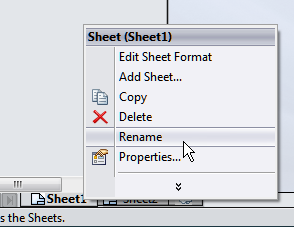 Sheet (Sheet1)
Edit Sheet Format
Add Sheet...
Copy
Delete
Rename
Properties...
Sheet1
Sheet2
s the Sheets.